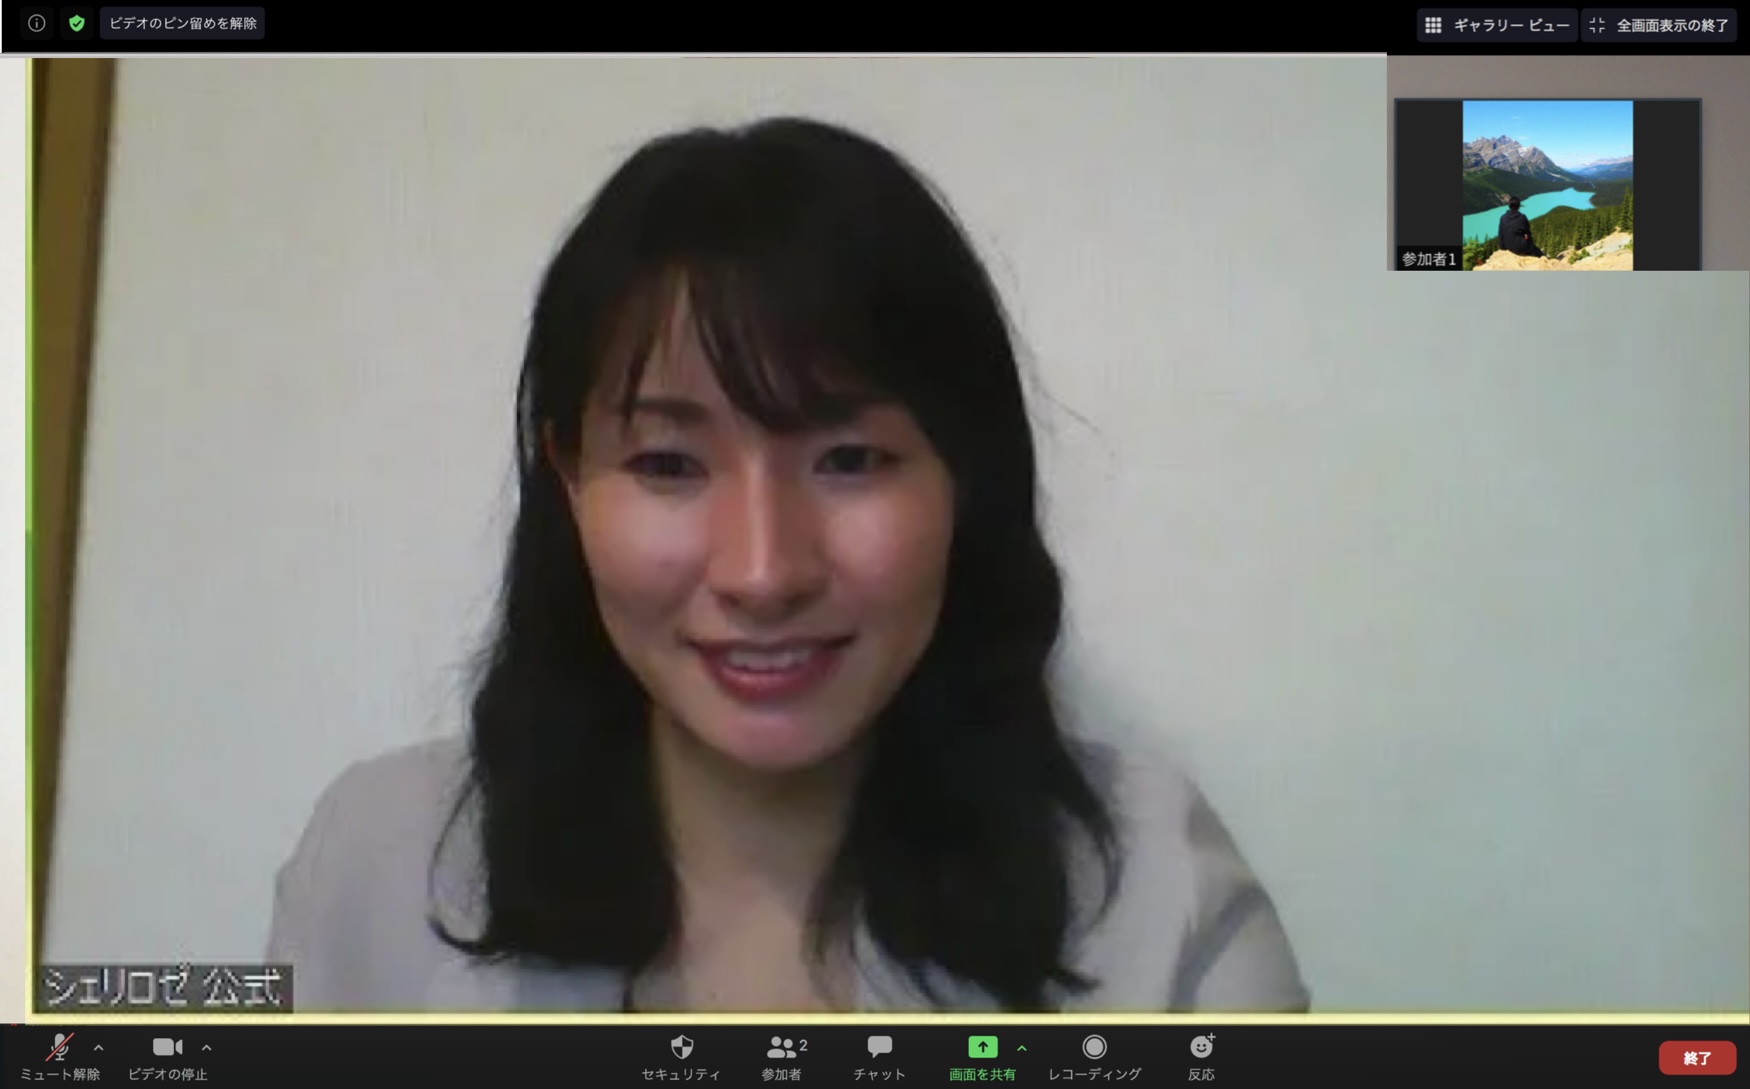 ビデオのピン留めを解除
ギャラリー ビュー
全画面表示の終了
参加者1
シェリロゼ 公式
ミュート解除
ビデオの停止
セキュリティ
参加者
2
チャット
画面を共有
レコーディング
反応
終了